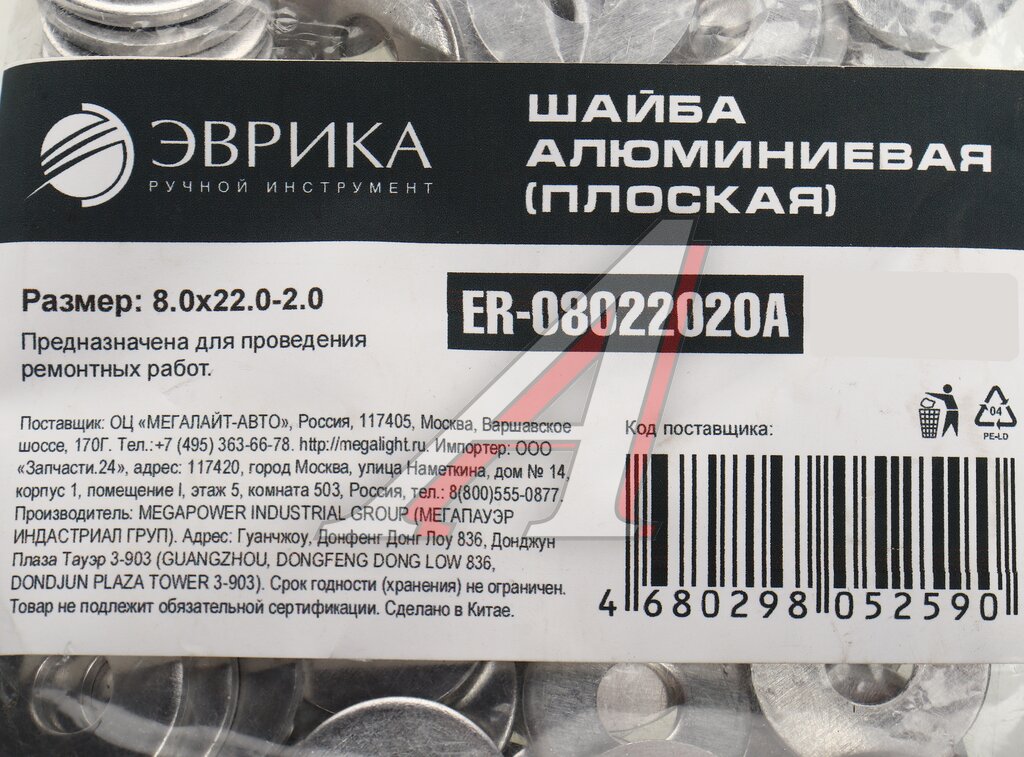 ЭВРИКА
РУЧНОЙ ИНСТРУМЕНТ
ШАЙБА
АЛЮМИНИЕВАЯ
(ПЛОСКАЯ)
Размер: 8.0x22.0-2.0
Предназначена для проведения
ремонтных работ.
ER-08022020A
Поставщик: ОЦ «МЕГАЛАЙТ-АВТО», Россия, 117405, Москва, Варшавское
шоссе, 170Г. Тел.:+7 (495) 363-66-78. http://megalight.ru. Импортер: ООО
«Запчасти.24», адрес: 117420, город Москва, улица Наметкина, дом № 14,
корпус 1, помещение I, этаж 5, комната 503, Россия, тел.: 8(800)555-0877.
Производитель: MEGAPOWER INDUSTRIAL GROUP (МЕГАПАУЭР
ИНДАСТРИАЛ ГРУП). Адрес: Гуанчжоу, Донфенг Донг Лоу 836, Донджун
Плаза Тауэр 3-903 (GUANGZHOU, DONGFENG DONG LOW 836,
DONDJUN PLAZA TOWER 3-903). Срок годности (хранения) не ограничен.
Товар не подлежит обязательной сертификации. Сделано в Китае.
Код поставщика:
04
PE-LD
4 680298 052590